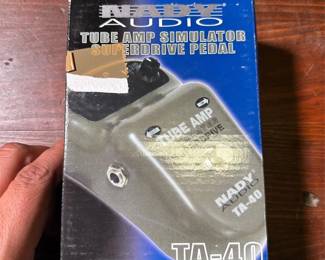 NADY
AUDIO
TUBE AMP SIMULATOR
SUPERDRIVE PEDAL
TUBE AMP
NADY
AUDIO
TA-40
TA-40